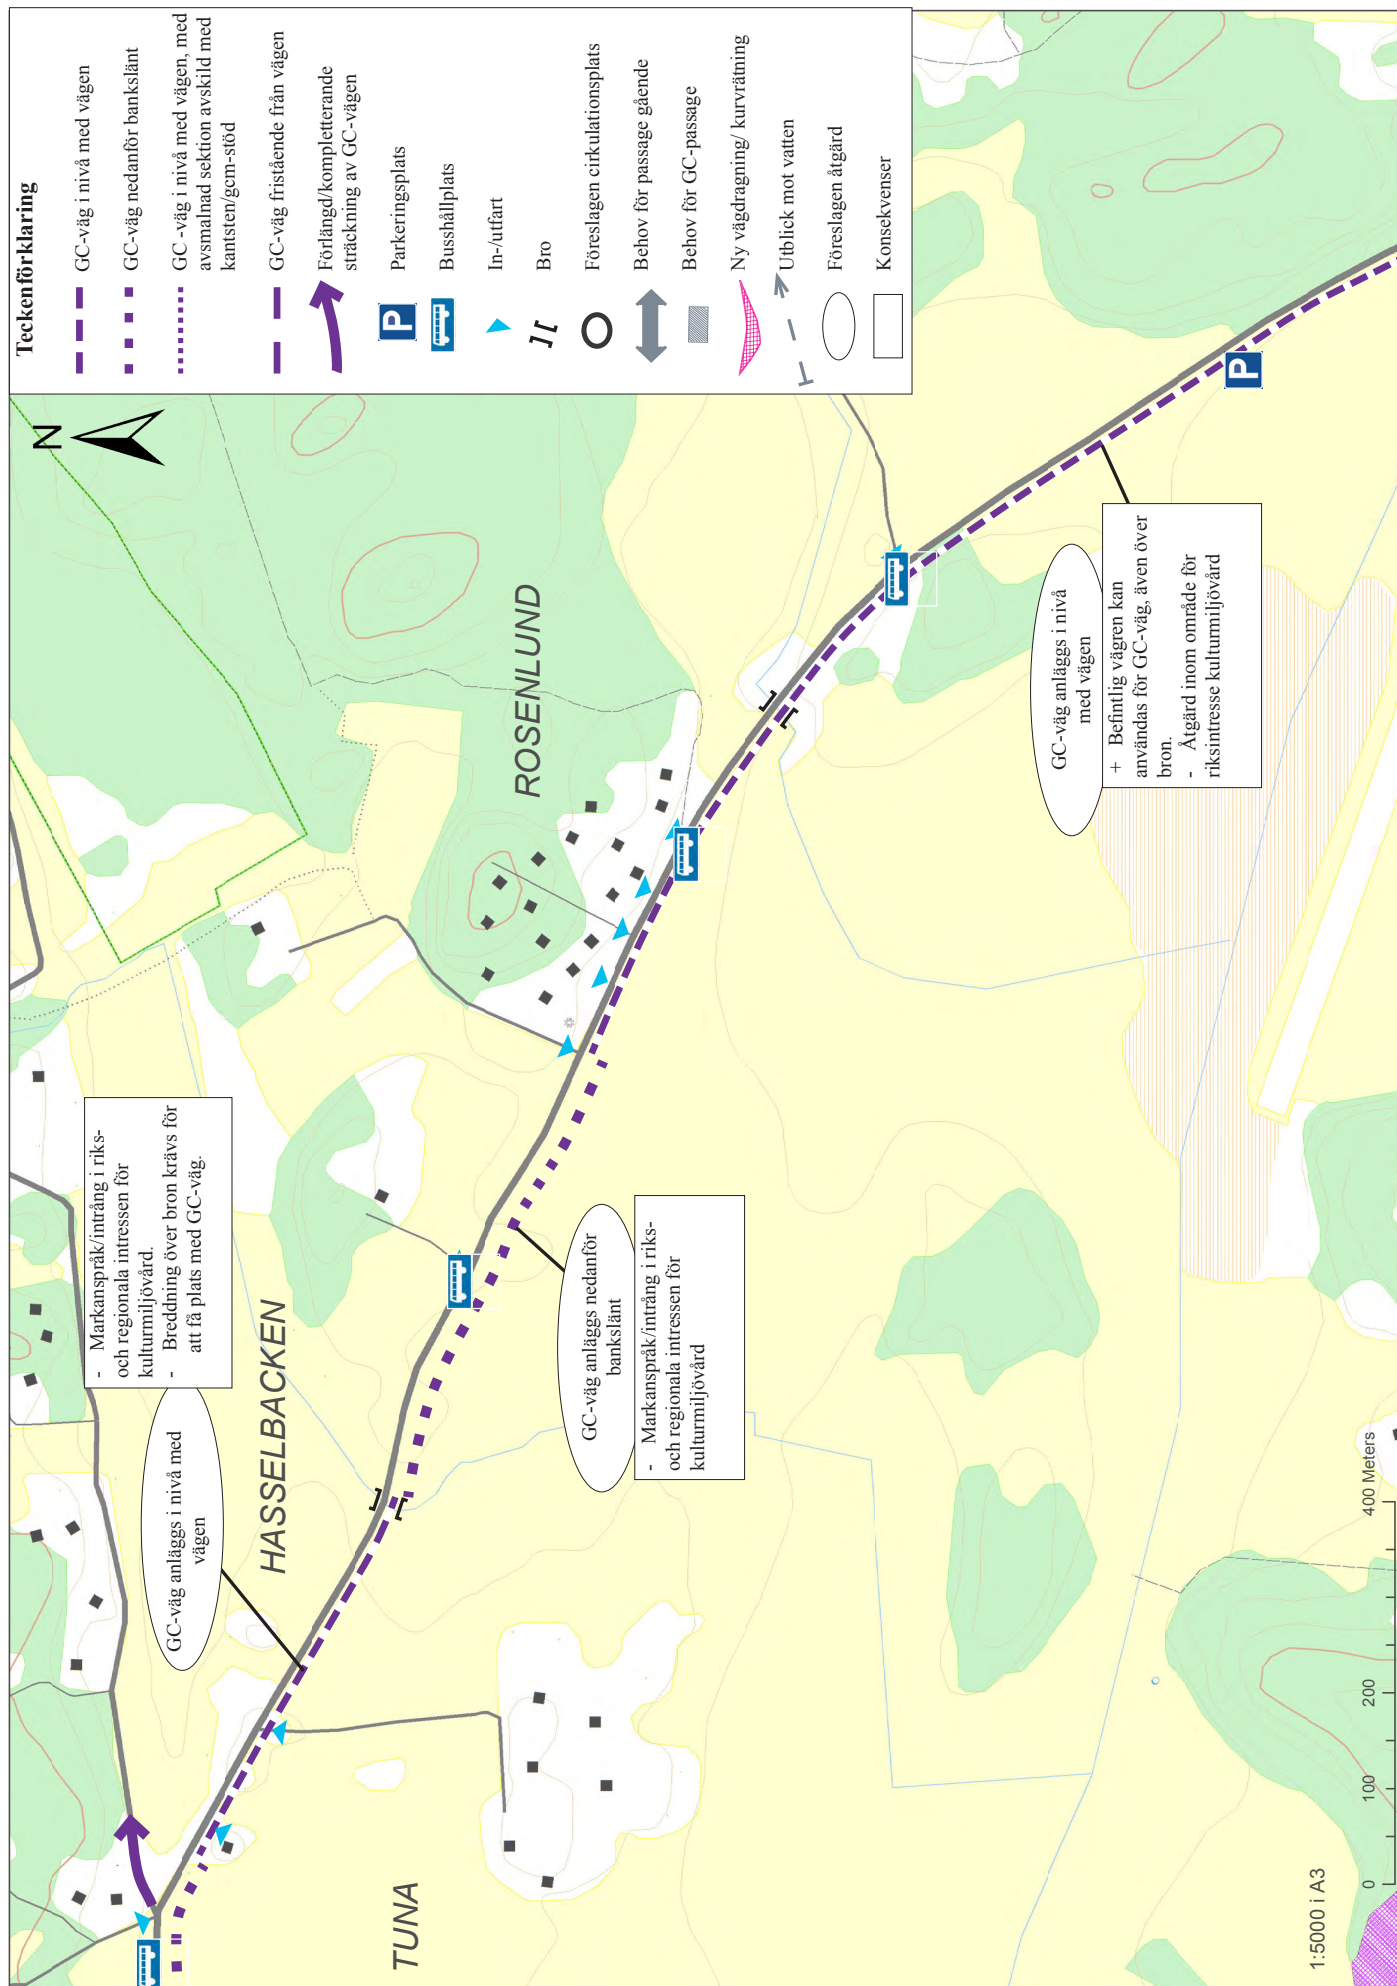 Teckenförklaring
GC-väg i nivå med vägen
GC-väg nedanför bankslänt
GC -väg i nivå med vägen, med
avsmalnad sektion avskild med
kantsten/gcm-stöd
GC-väg fristående från vägen
Förlängd/kompletterande
sträckning av GC-vägen
P
Parkeringsplats
Busshållplats
In-/utfart
Bro
Föreslagen cirkulationsplats
Behov för passage gående
Behov för GC-passage
Ny vägdragning/ kurvrätning
Utblick mot vatten
Föreslagen åtgärd
Konsekvenser
N
- Markanspråk/intrång i riks-
och regionala intressen för
kulturmiljövård.
- Breddning över bron krävs för
att få plats med GC-väg.
GC-väg anläggs i nivå med
vägen
HASSELBACKEN
TUNA
ROSENLUND
GC-väg anläggs nedanför
bankslänt
- Markanspråk/intrång i riks-
och regionala intressen för
kulturmiljövård
GC-väg anläggs i nivå
med vägen
+ Befintlig vägren kan
användas för GC-väg, även över
bron.
- Åtgärd inom område för
riksintresse kulturmiljövård
P
1:5000 i A3
0 100 200 400 Meters